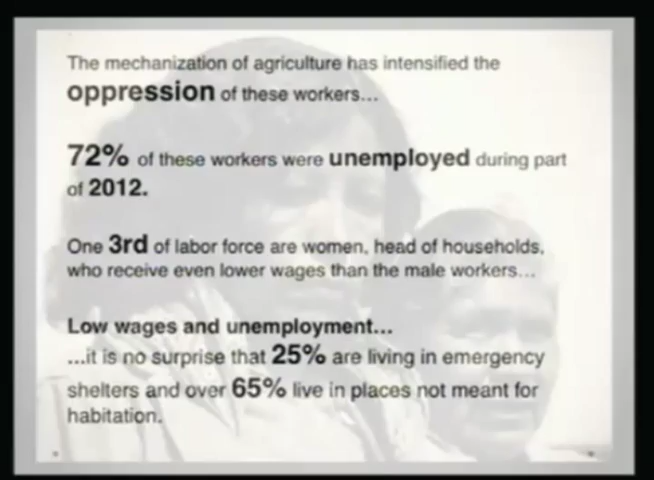 The mechanization of agriculture has intensified the
oppression of these workers...
72% of these workers were unemployed during part
of 2012.
One 3rd of labor force are women, head of households,
who receive even lower wages than the male workers...
Low wages and unemployment...
...it is no surprise that 25% are living in emergency
shelters and over 65% live in places not meant for
habitation.